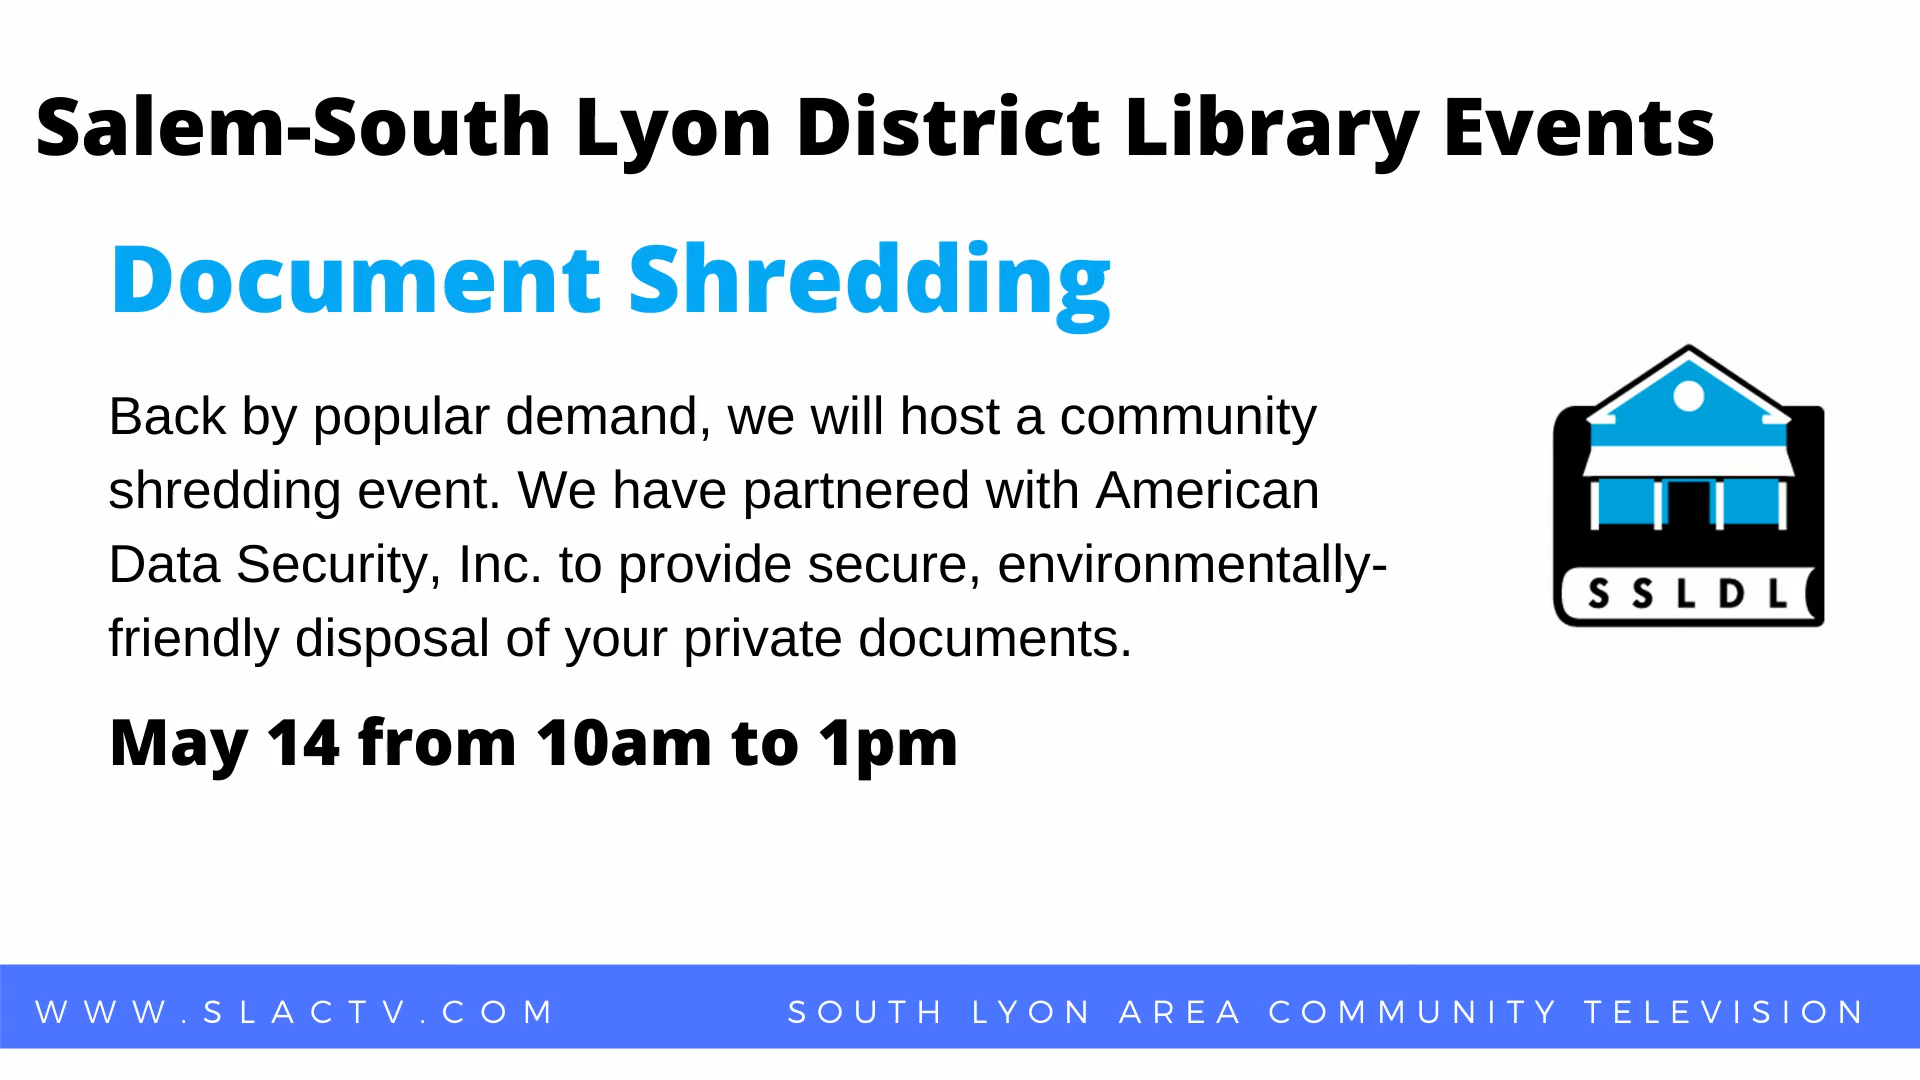 Salem-South Lyon District Library Events
Document Shredding
Back by popular demand, we will host a community
shredding event. We have partnered with American
Data Security, Inc. to provide secure, environmentally-
friendly disposal of your private documents.
May 14 from 10am to 1pm
SSLDL
WWW.SLACTV.COM
SOUTH LYON AREA COMMUNITY TELEVISION